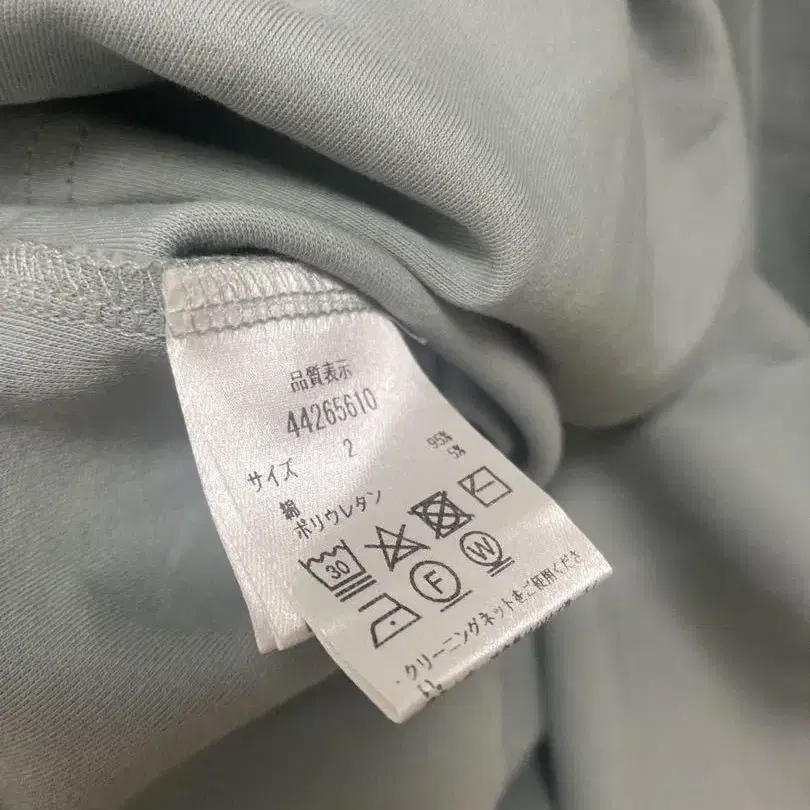 品質表示
44265610
サイズ 2
綿 95%
ポリウレタン 5%
30
F W
・クリーニングネットをご使用くださ